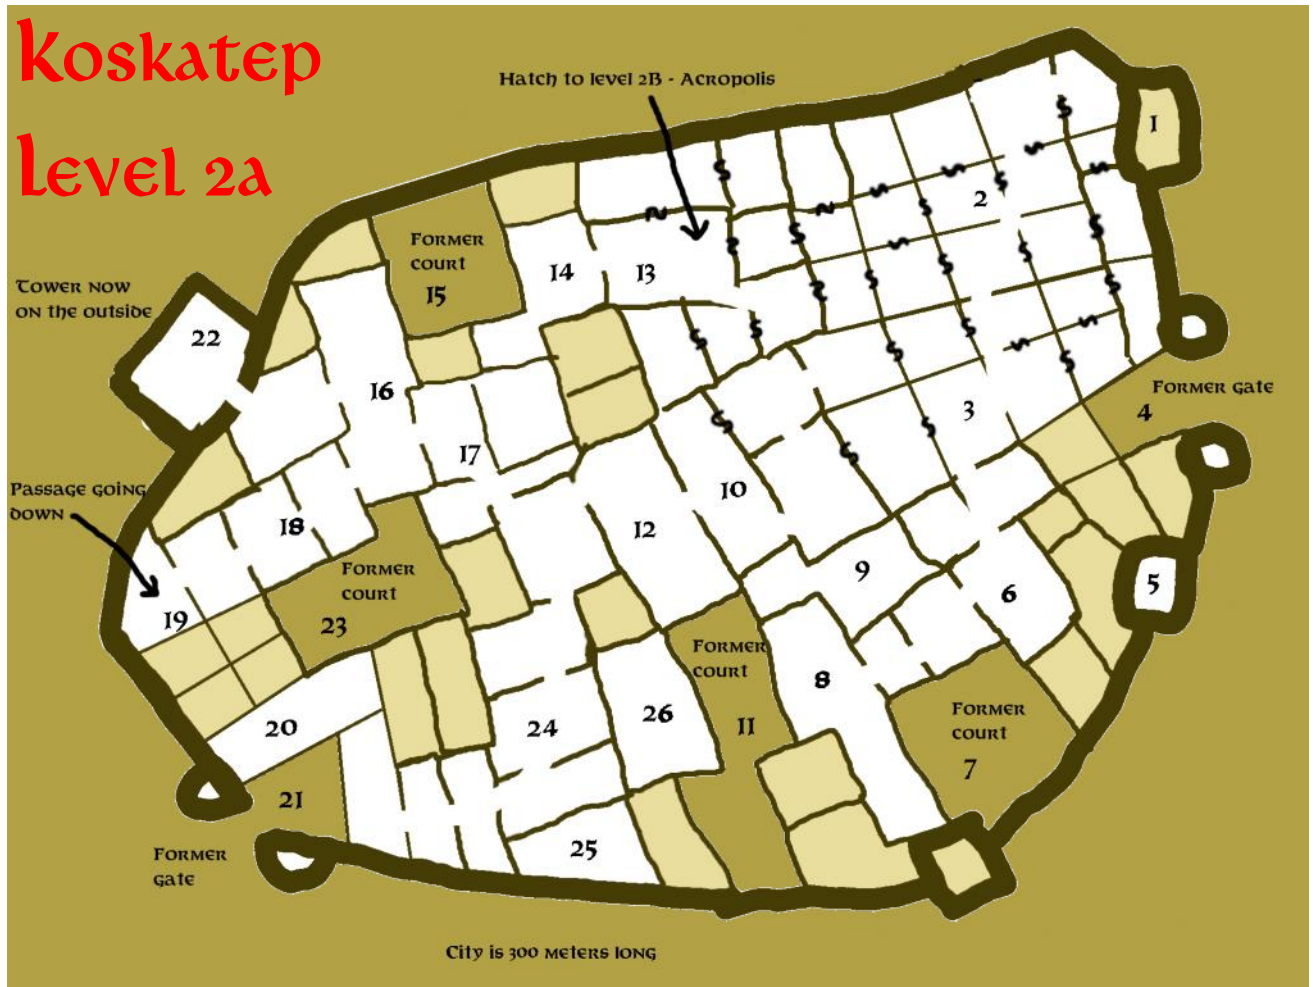 Koskatep
Level 2a
Hatch to level 2B - Acropolis
1
2
Former
court
15
14
13
Tower now
on the outside
22
16
Former gate
4
3
17
Passage going
down
18
10
12
Former
court
23
9
5
6
19
Former
court
11
8
20
24
26
Former
court
7
21
Former
gate
25
City is 300 meters long